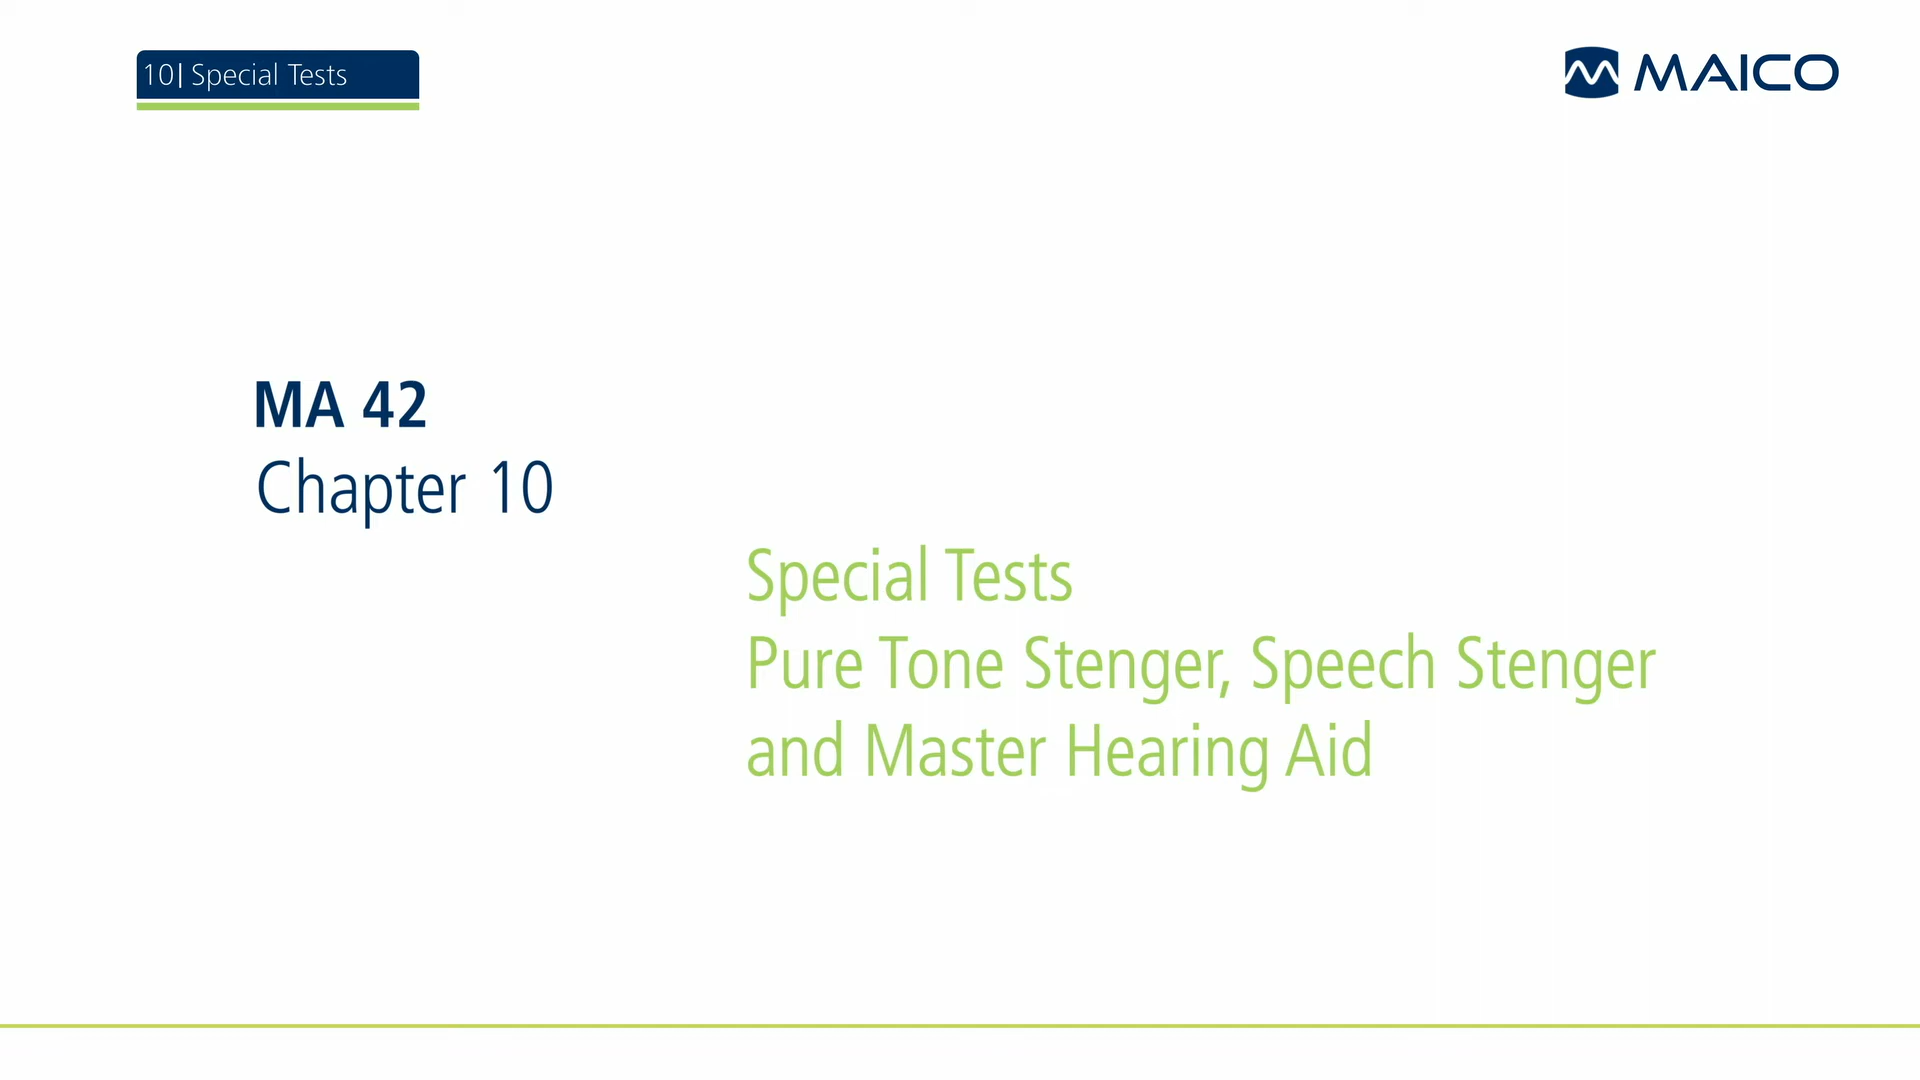 10| Special Tests
MAICO
MA 42
Chapter 10
Special Tests
Pure Tone Stenger, Speech Stenger
and Master Hearing Aid